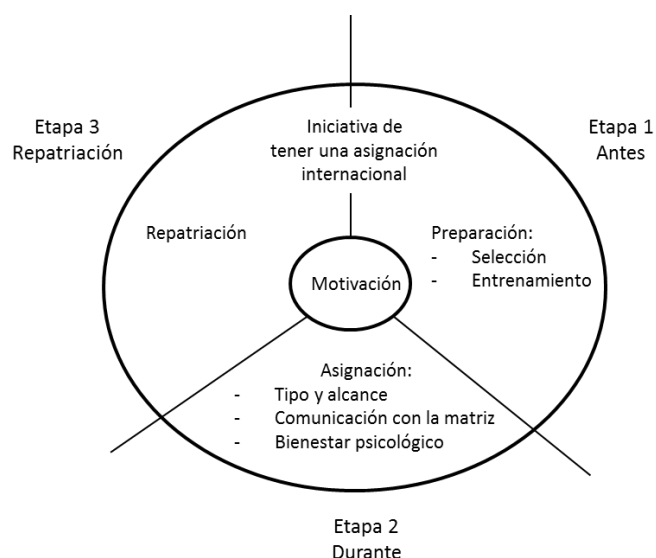 Etapa 3
Repatriación
Iniciativa de
tener una asignación
internacional
Etapa 1
Antes
Repatriación
Motivación
Preparación:
- Selección
- Entrenamiento
Asignación:
- Tipo y alcance
- Comunicación con la matriz
- Bienestar psicológico
Etapa 2
Durante